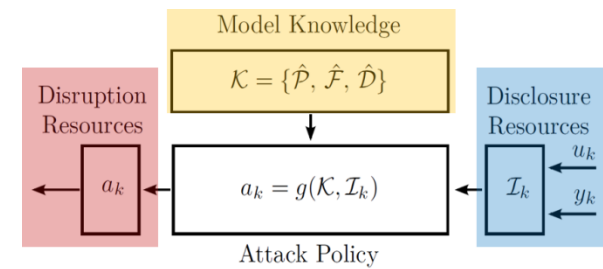 Model Knowledge
𝒦 = {𝒫̂, ℱ̂, 𝒟̂}
Disruption
Resources
a_k
a_k = g(𝒦, ℐ_k)
Attack Policy
Disclosure
Resources
ℐ_k
u_k
y_k